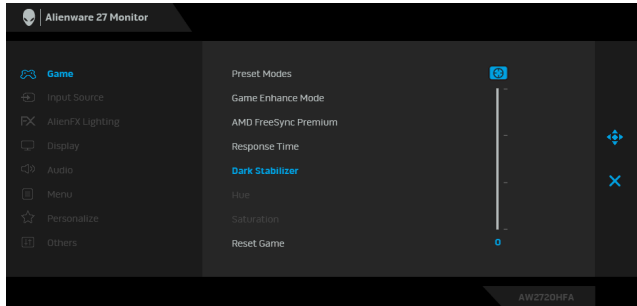 Alienware 27 Monitor
Game
Input Source
AlienFX Lighting
Display
Audio
Menu
Personalize
Others
Preset Modes
Game Enhance Mode
AMD FreeSync Premium
Response Time
Dark Stabilizer
Hue
Saturation
Reset Game
0
AW2720HFA